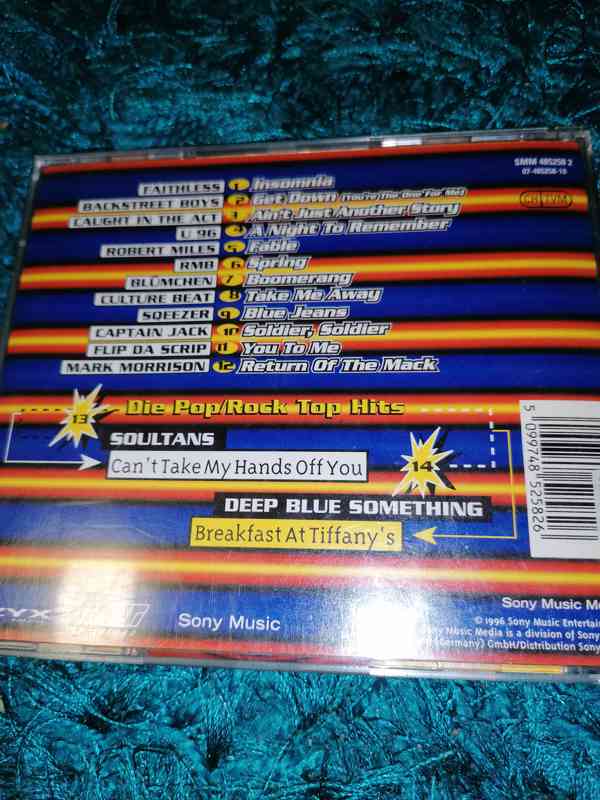 SMM 485258 2
07-485258-10
FAITHLESS 1 Insomnia
BACKSTREET BOYS 2 Get Down (You're The One For Me)
CAUGHT IN THE ACT 3 Ain't Just Another Story
U 96 4 A Night To Remember
ROBERT MILES 5 Fable
RMB 6 Spring
BLÜMCHEN 7 Boomerang
CULTURE BEAT 8 Take Me Away
SQEEZER 9 Blue Jeans
CAPTAIN JACK 10 Soldier, Soldier
FLIP DA SCRIP 11 You To Me
MARK MORRISON 12 Return Of The Mack
Die Pop/Rock Top Hits
13
SOULTANS
Can't Take My Hands Off You
14
DEEP BLUE SOMETHING
Breakfast At Tiffany's
5 099748 525826
Sony Music
Sony Music
© 1996 Sony Music
Music Media is a division of Sony
(Germany) GmbH/Distribution Sony